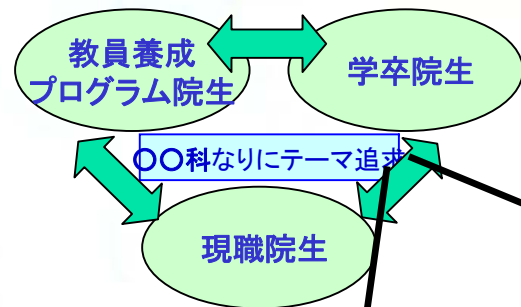 教員養成
プログラム院生
学卒院生
〇〇科なりにテーマ追求
現職院生